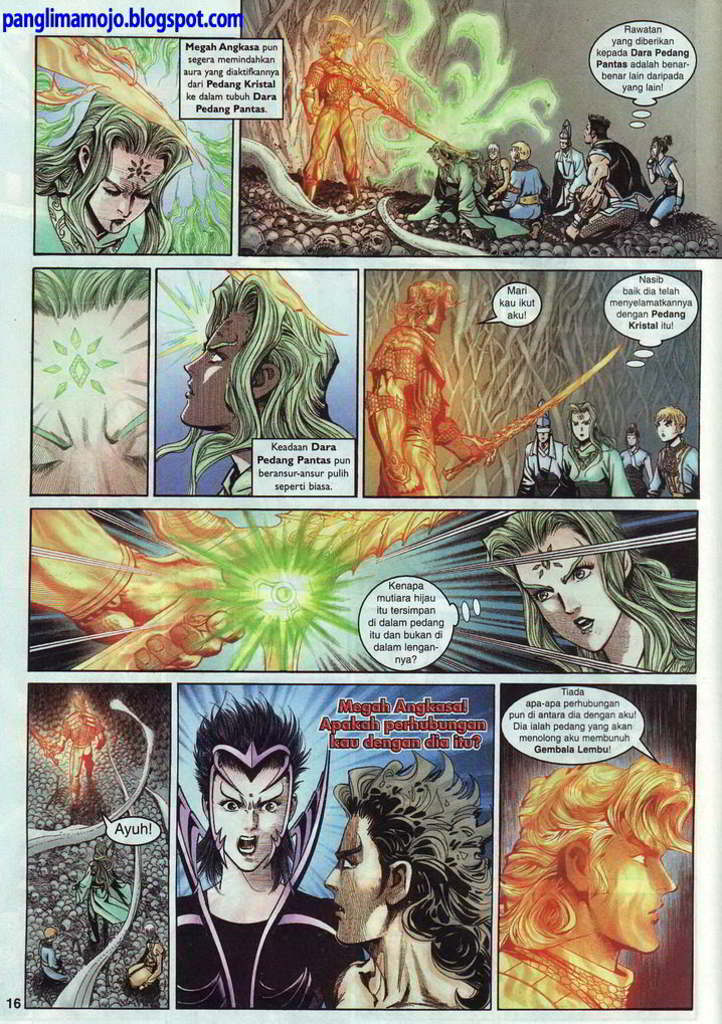 panglimamojo.blogspot.com
Megah Angkasa pun
segera memindahkan
aura yang diaktifkannya
dari Pedang Kristal
ke dalam tubuh Dara
Pedang Pantas.
Rawatan
yang diberikan
kepada Dara Pedang
Pantas adalah benar-
benar lain daripada
yang lain!
Keadaan Dara
Pedang Pantas pun
beransur-ansur pulih
seperti biasa.
Mari
kau ikut
aku!
Nasib
baik dia telah
menyelamatkannya
dengan Pedang
Kristal itu!
Kenapa
mutiara hijau
itu tersimpan
di dalam pedang
itu dan bukan di
dalam lengan-
nya?
Ayuh!
Megah Angkasa!
Apakah perhubungan
kau dengan dia itu?
Tiada
apa-apa perhubungan
pun di antara dia dengan aku!
Dia ialah pedang yang akan
menolong aku membunuh
Gembala Lembu!
16